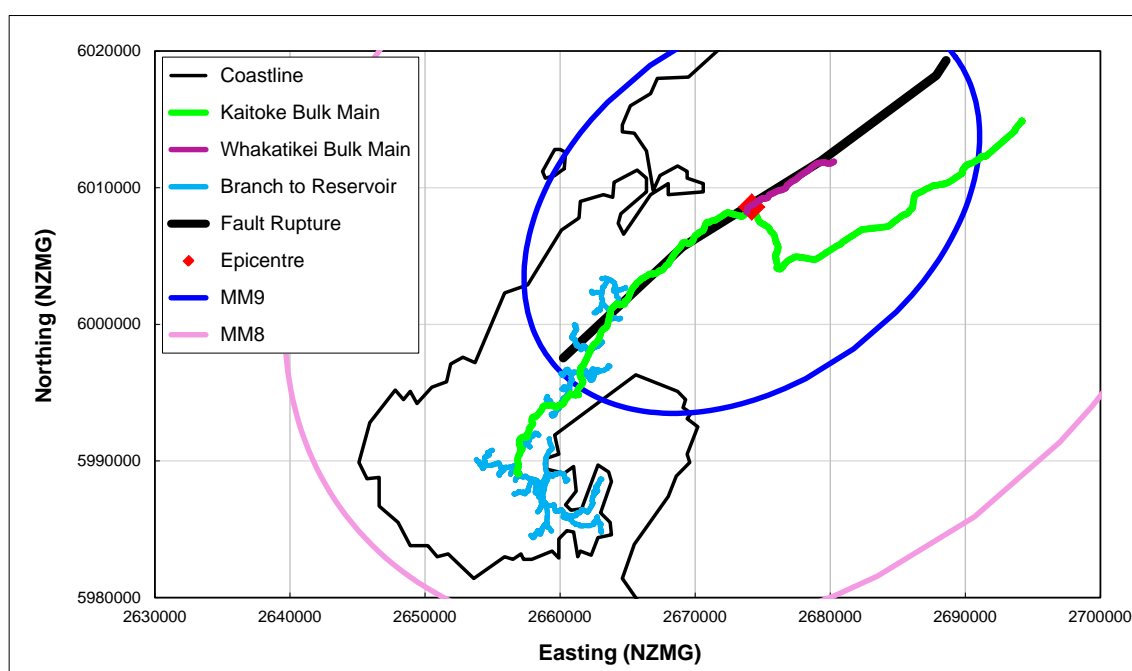 6020000
6010000
6000000
5990000
5980000
Northing (NZMG)
Coastline
Kaitoke Bulk Main
Whakatikei Bulk Main
Branch to Reservoir
Fault Rupture
Epicentre
MM9
MM8
2630000 2640000 2650000 2660000 2670000 2680000 2690000 2700000
Easting (NZMG)